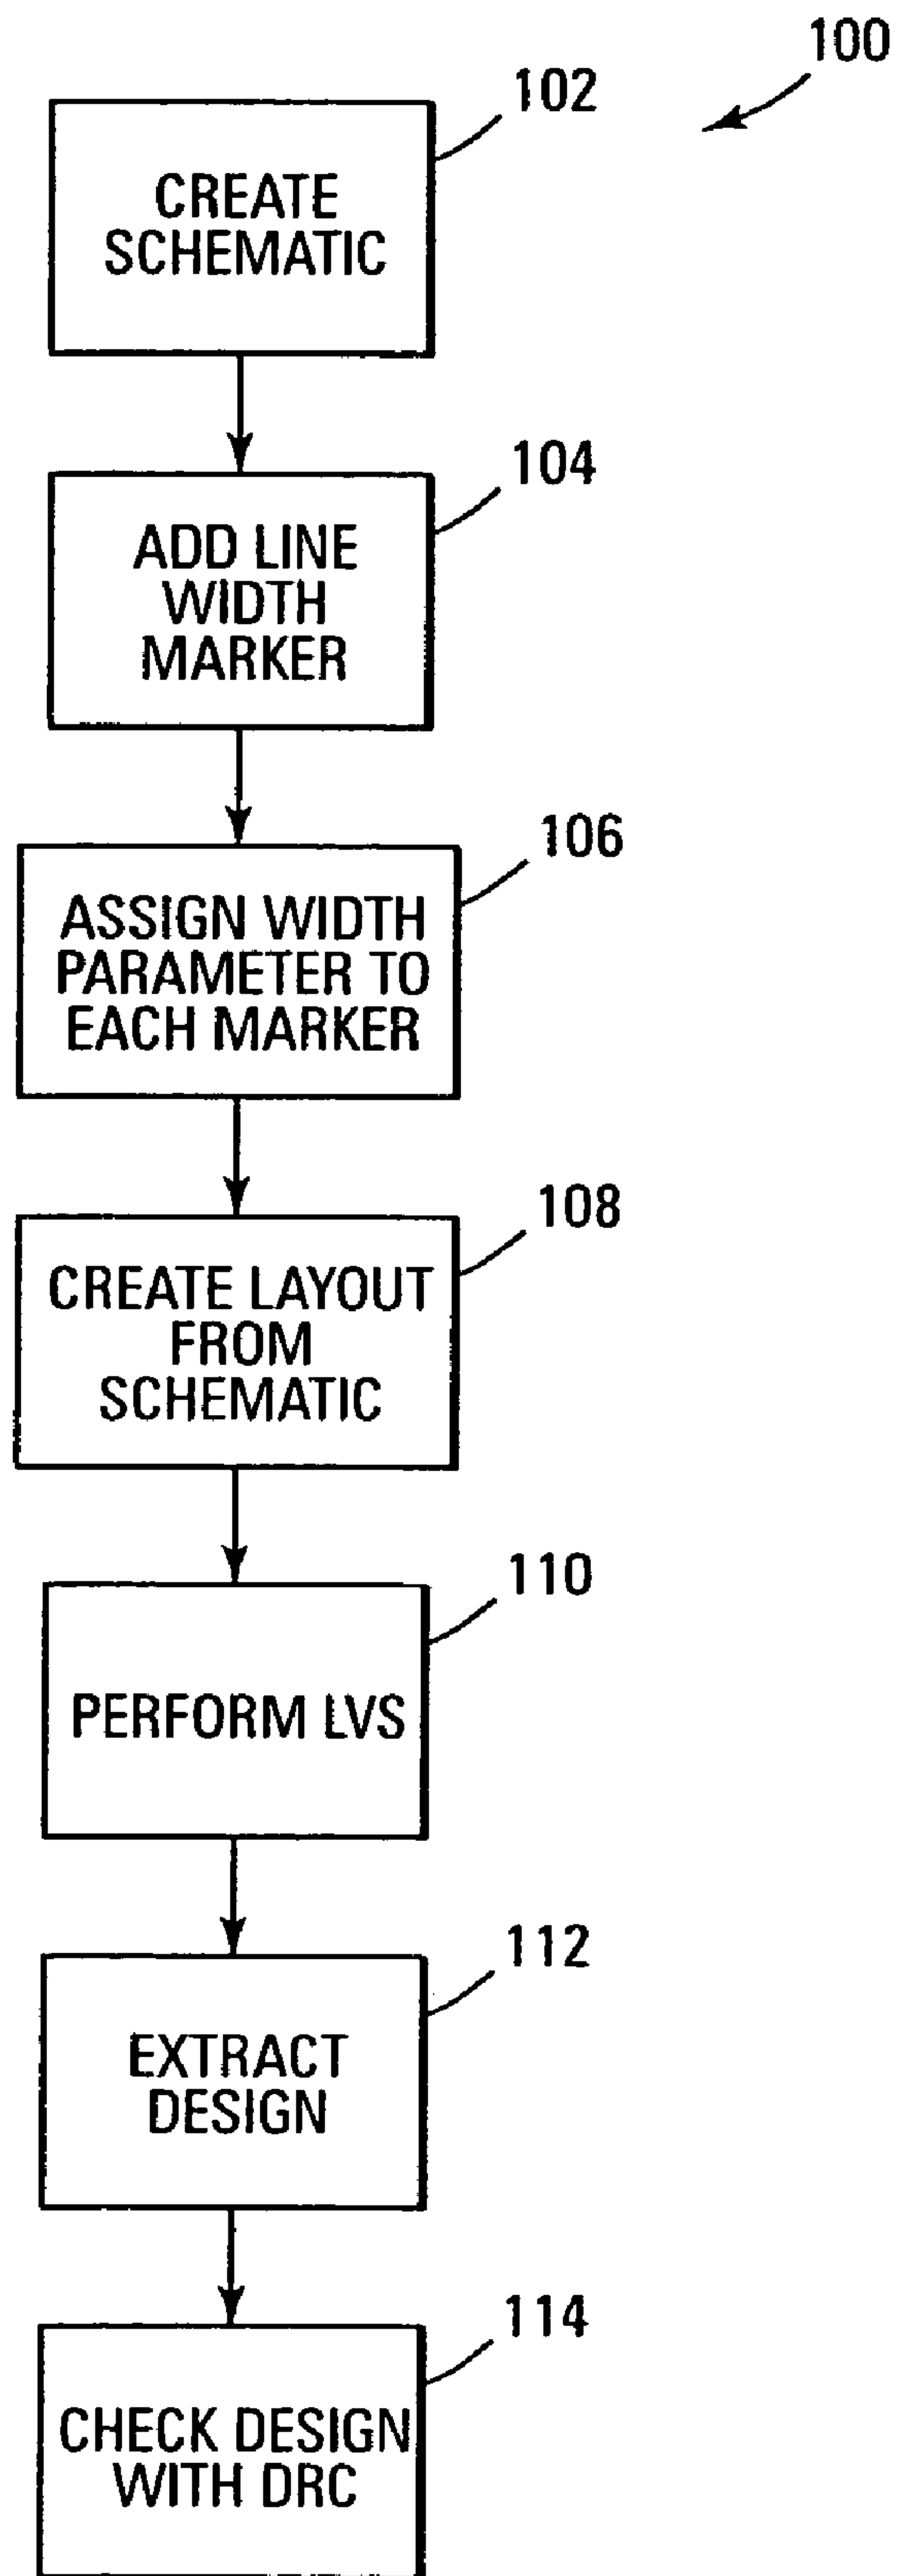 100
102
CREATE
SCHEMATIC
104
ADD LINE
WIDTH
MARKER
106
ASSIGN WIDTH
PARAMETER TO
EACH MARKER
108
CREATE LAYOUT
FROM
SCHEMATIC
110
PERFORM LVS
112
EXTRACT
DESIGN
114
CHECK DESIGN
WITH DRC